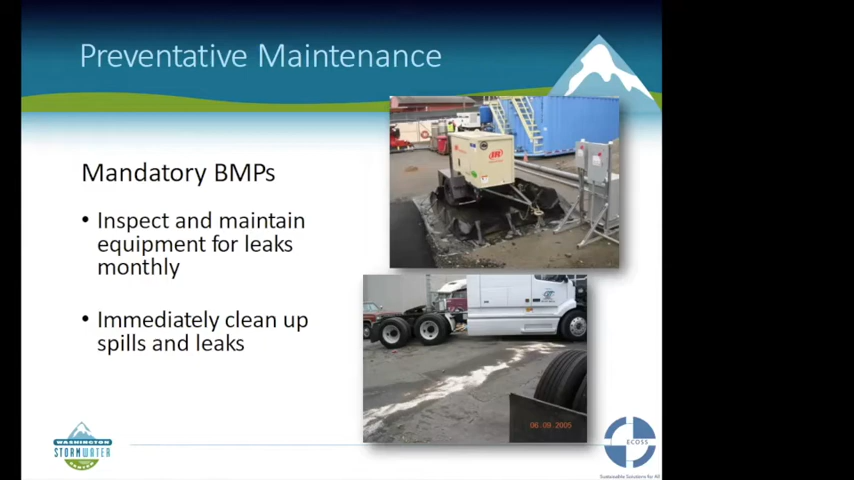 Preventative Maintenance
Mandatory BMPs
• Inspect and maintain
equipment for leaks
monthly
• Immediately clean up
spills and leaks
06.09.2005
WASHINGTON
STORMWATER
CENTER
ECOSS
Sustainable Solutions for All